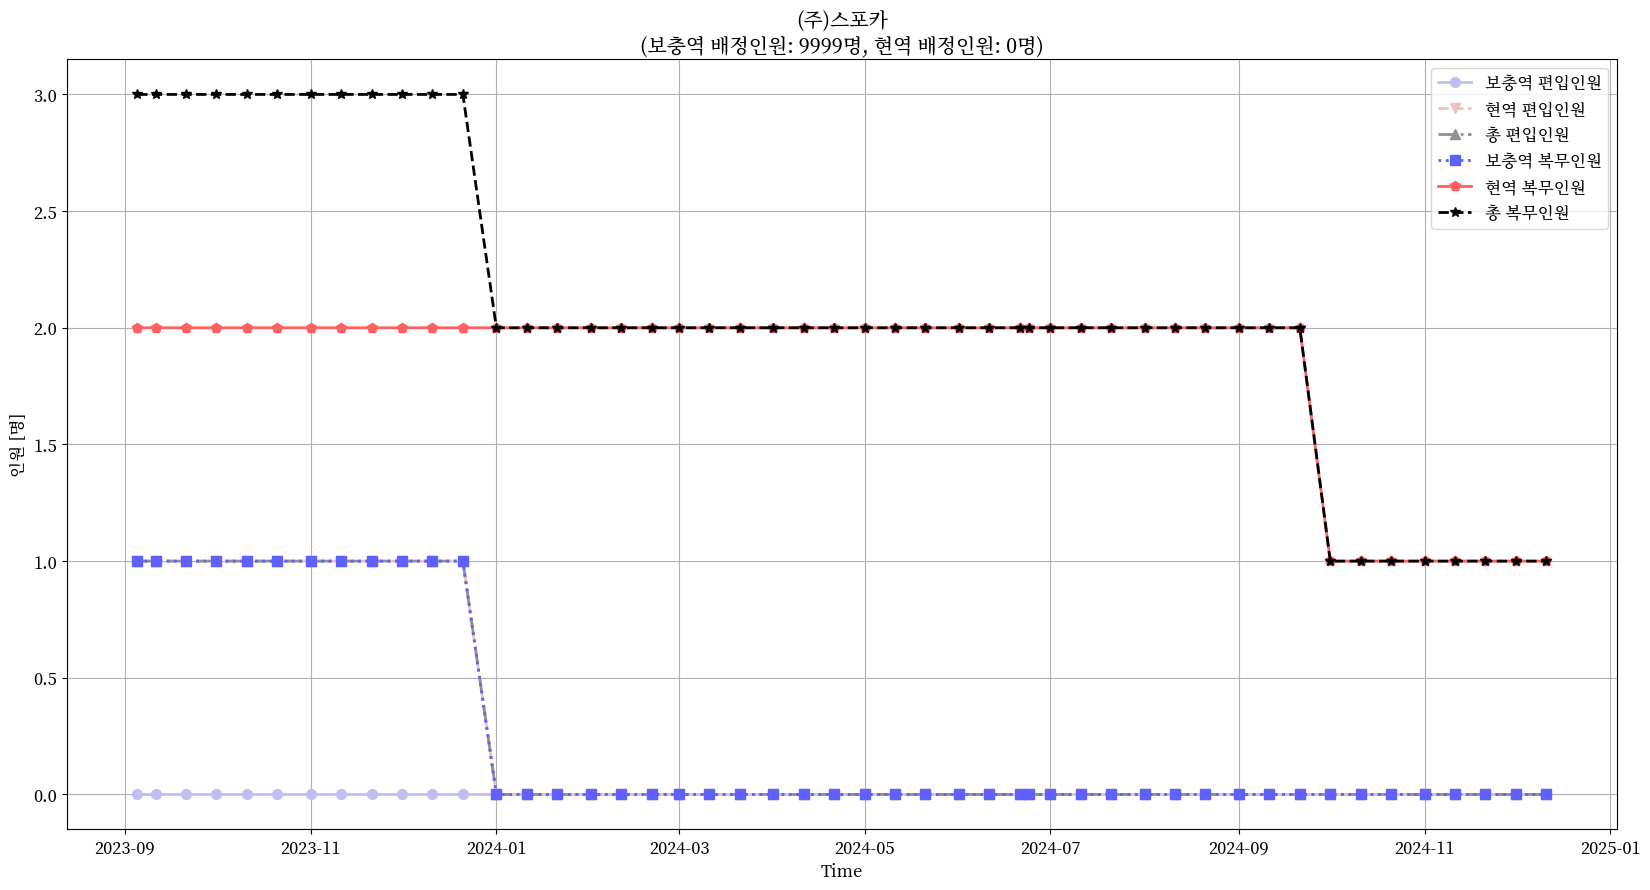 (주)스포카
(보충역 배정인원: 9999명, 현역 배정인원: 0명)
보충역 편입인원
현역 편입인원
총 편입인원
보충역 복무인원
현역 복무인원
총 복무인원
인원 [명]
3.0
2.5
2.0
1.5
1.0
0.5
0.0
2023-09 2023-11 2024-01 2024-03 2024-05 2024-07 2024-09 2024-11 2025-01
Time